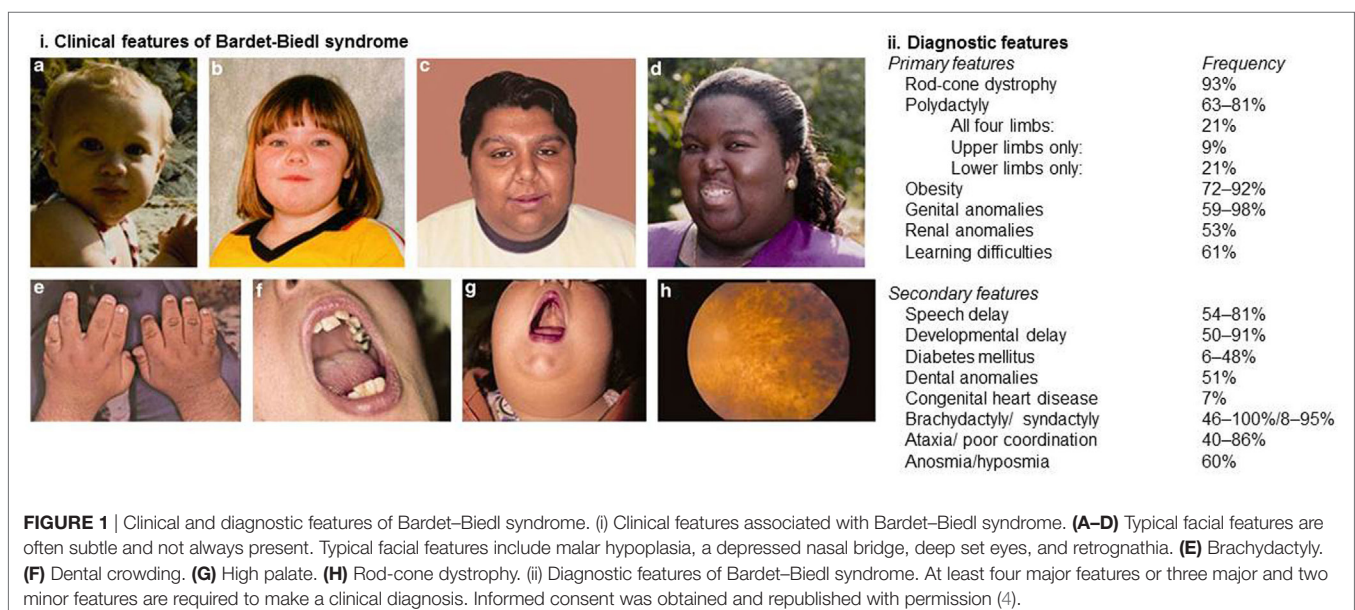 i. Clinical features of Bardet-Biedl syndrome
a
b
c
d
e
f
g
h
ii. Diagnostic features
Primary features Frequency
Rod-cone dystrophy 93%
Polydactyly 63–81%
All four limbs: 21%
Upper limbs only: 9%
Lower limbs only: 21%
Obesity 72–92%
Genital anomalies 59–98%
Renal anomalies 53%
Learning difficulties 61%
Secondary features
Speech delay 54–81%
Developmental delay 50–91%
Diabetes mellitus 6–48%
Dental anomalies 51%
Congenital heart disease 7%
Brachydactyly/ syndactyly 46–100%/8–95%
Ataxia/ poor coordination 40–86%
Anosmia/hyposmia 60%
FIGURE 1 | Clinical and diagnostic features of Bardet–Biedl syndrome. (i) Clinical features associated with Bardet–Biedl syndrome. (A–D) Typical facial features are
often subtle and not always present. Typical facial features include malar hypoplasia, a depressed nasal bridge, deep set eyes, and retrognathia. (E) Brachydactyly.
(F) Dental crowding. (G) High palate. (H) Rod-cone dystrophy. (ii) Diagnostic features of Bardet–Biedl syndrome. At least four major features or three major and two
minor features are required to make a clinical diagnosis. Informed consent was obtained and republished with permission (4).